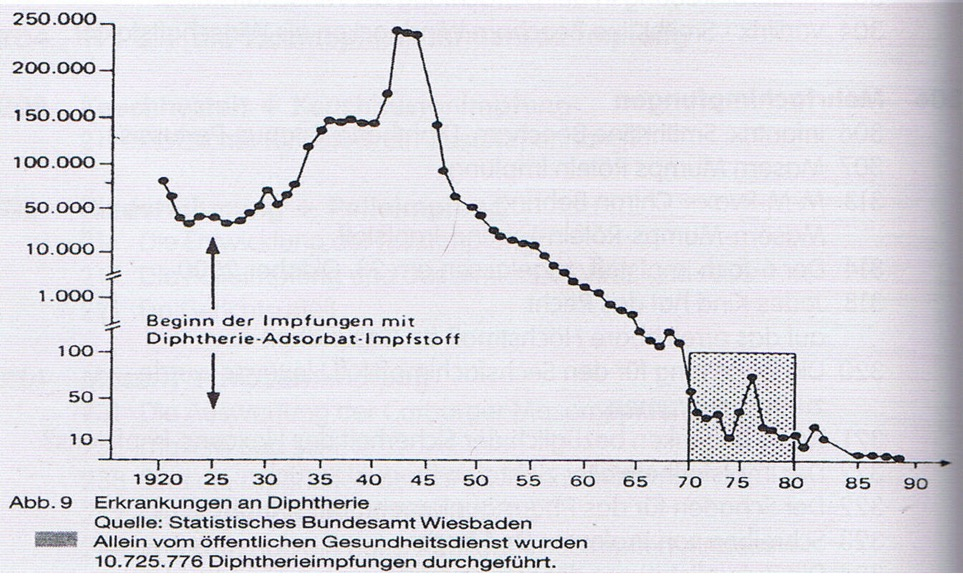 250.000
200.000
150.000
100.000
50.000
10.000
1.000
100
50
10
Beginn der Impfungen mit
Diphtherie-Adsorbat-Impfstoff
1920 25 30 35 40 45 50 55 60 65 70 75 80 85 90
Abb. 9 Erkrankungen an Diphtherie
Quelle: Statistisches Bundesamt Wiesbaden
Allein vom öffentlichen Gesundheitsdienst wurden
10.725.776 Diphtherieimpfungen durchgeführt.